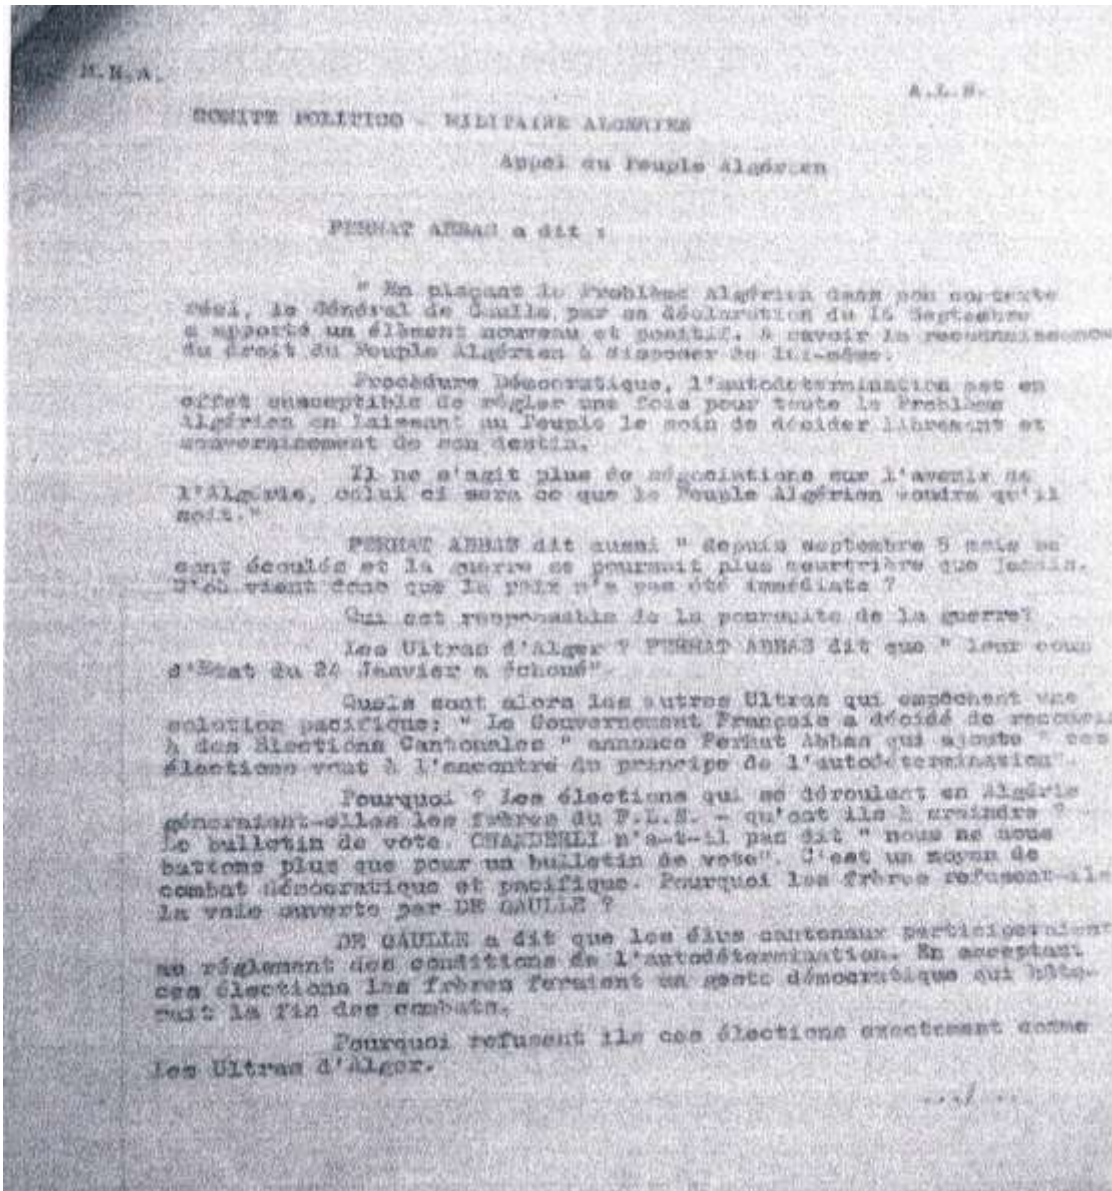 M.N.A.
A.L.N.
COMITE POLITICO - MILITAIRE ALGERIEN
Appel au Peuple Algérien
FERHAT ABBAS a dit :
" En plaçant le Problème Algérien dans son contexte
réel, le Général de Gaulle par sa déclaration du 16 Septembre
a apporté un élément nouveau et positif. A savoir la reconnaissance
du droit du Peuple Algérien à disposer de lui-même.
Procédure Démocratique, l'autodétermination est en
effet susceptible de régler une fois pour toute le Problème
Algérien en laissant au Peuple le soin de décider librement et
souverainement de son destin.
Il ne s'agit plus de négociations sur l'avenir de
l'Algérie, celui ci sera ce que le Peuple Algérien voudra qu'il
soit."
FERHAT ABBAS dit aussi " depuis septembre 5 mois se
sont écoulés et la guerre se poursuit plus meurtrière que jamais.
D'où vient donc que la paix n'a pas été immédiate ?
Qui est responsable de la poursuite de la guerre?
Les Ultras d'Alger ? FERHAT ABBAS dit que " leur coup
d'Etat du 24 Janvier a échoué".
Quels sont alors les autres Ultras qui empêchent une
solution pacifique: " Le Gouvernement Français a décidé de recourir
à des Elections Cantonales " annonce Ferhat Abbas qui ajoute " ces
élections vont à l'encontre du principe de l'autodétermination".
Pourquoi ? Les élections qui se déroulent en Algérie
gêneraient-elles les frères du F.L.N. - qu'ont ils à craindre ?
Le bulletin de vote. CHANDERLI n'a-t-il pas dit " nous ne nous
battons plus que pour un bulletin de vote". C'est un moyen de
combat démocratique et pacifique. Pourquoi les frères refusent-ils
la voie ouverte par DE GAULLE ?
DE GAULLE a dit que les élus cantonaux participeraient
au réglement des conditions de l'autodétermination. En acceptant
ces élections les frères feraient un geste démocratique qui hâte-
rait la fin des combats.
Pourquoi refusent ils ces élections exactement comme
les Ultras d'Alger.
.../ ...